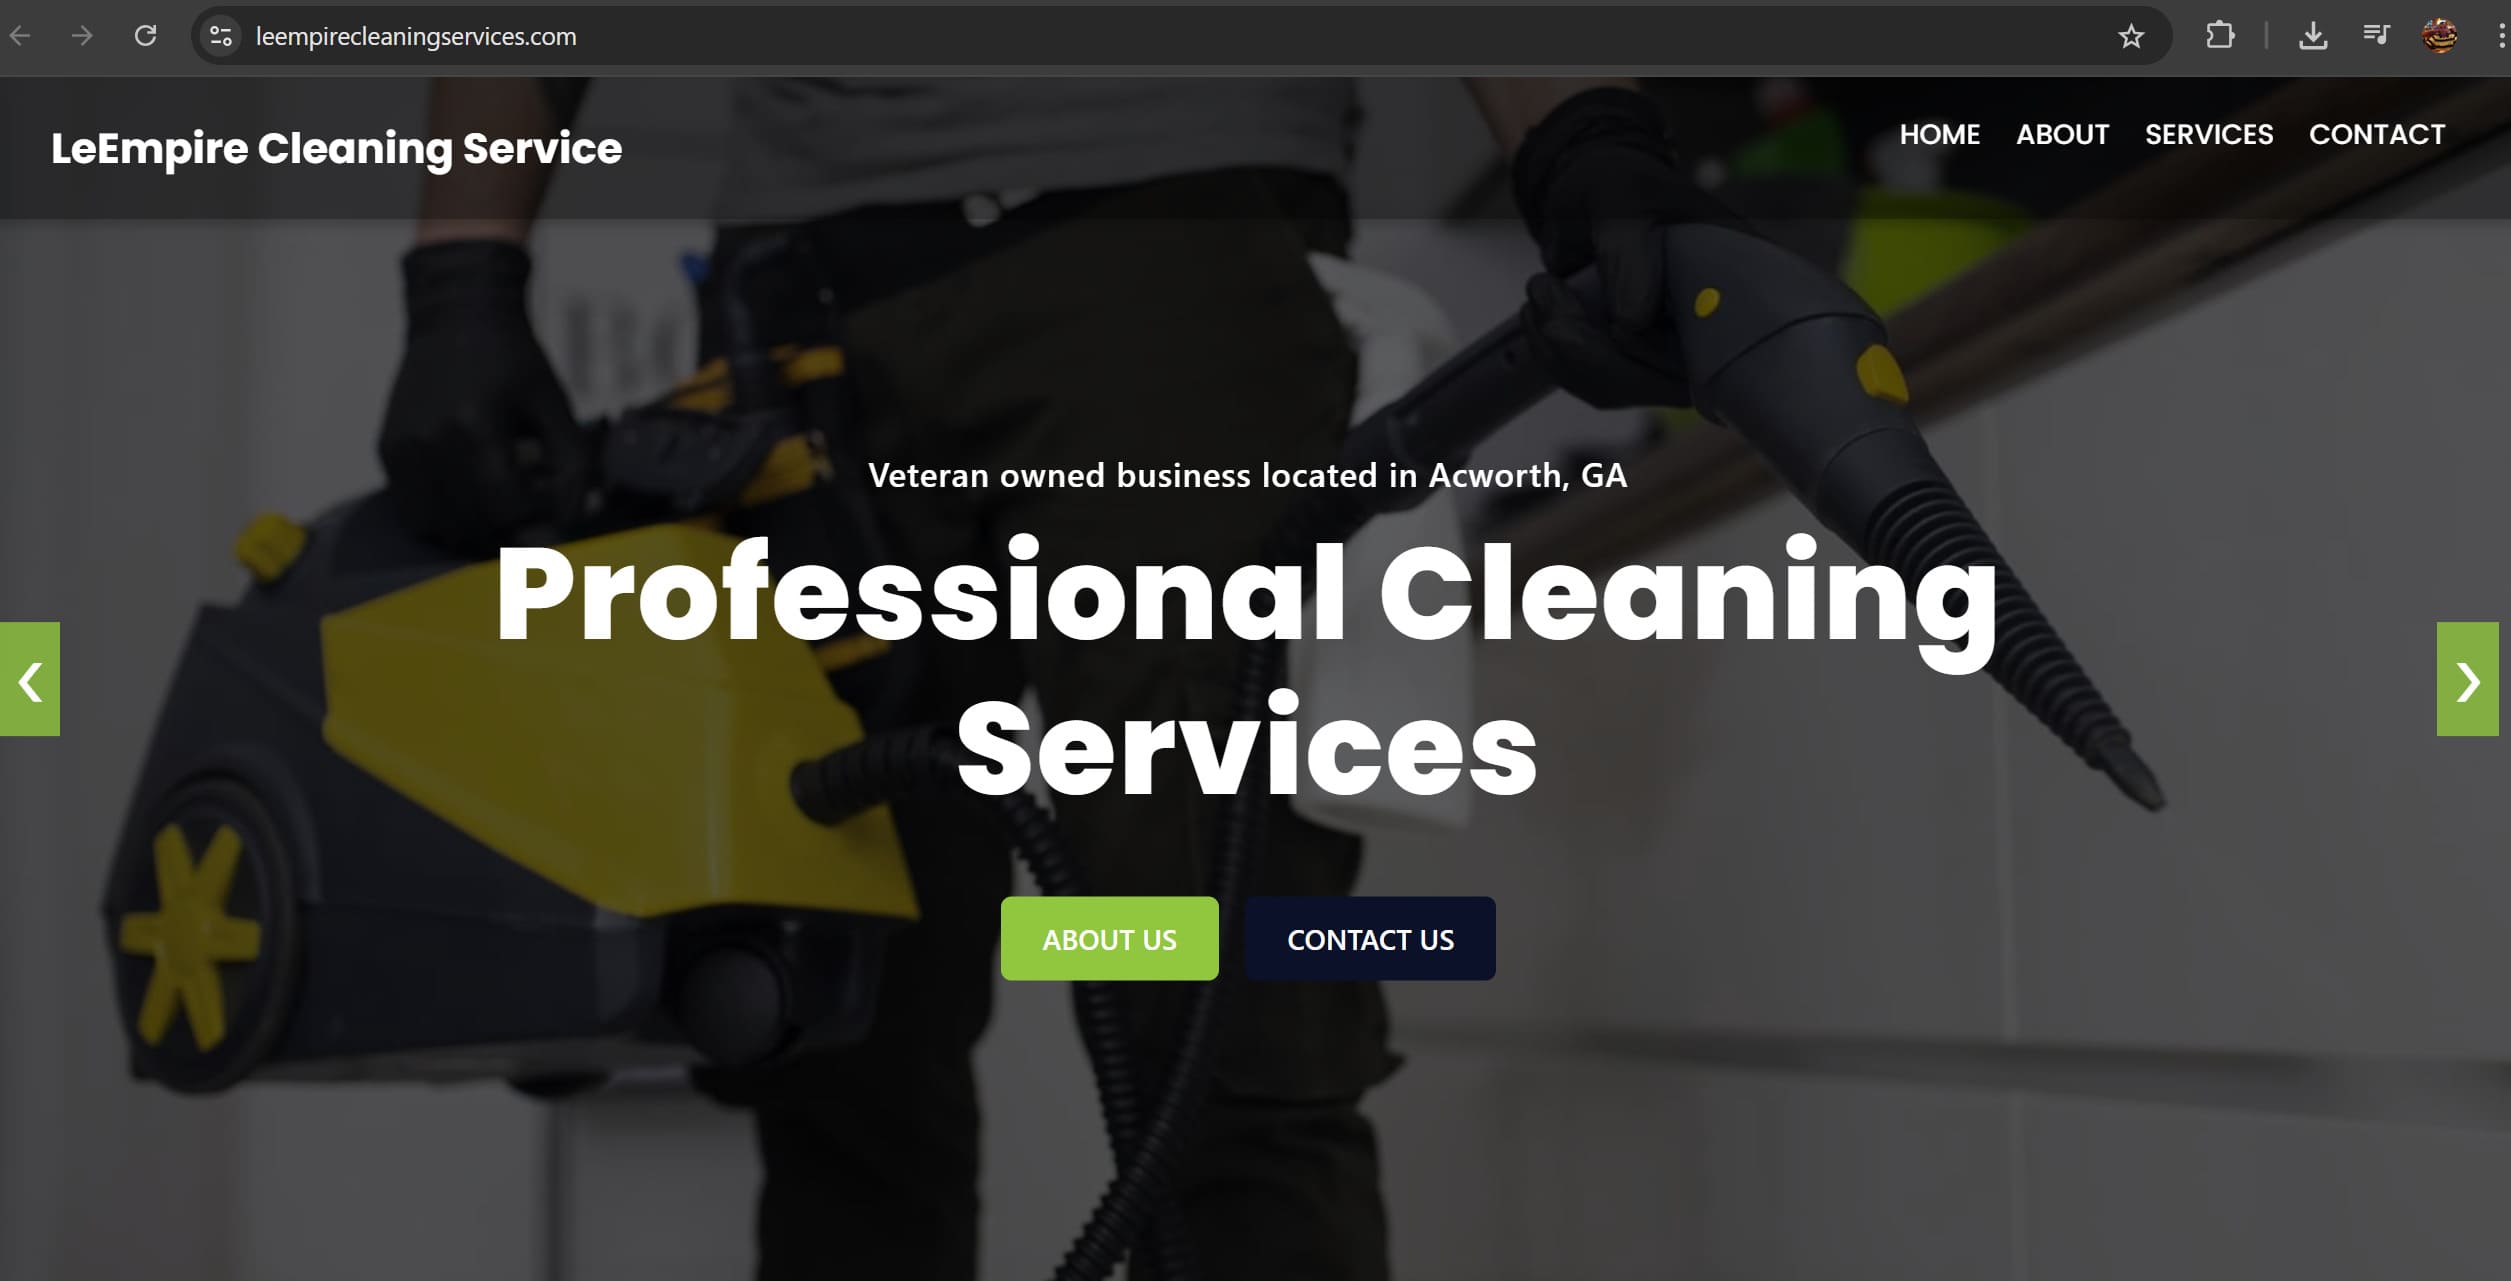 leempirecleaningservices.com
LeEmpire Cleaning Service
HOME ABOUT SERVICES CONTACT
Veteran owned business located in Acworth, GA
Professional Cleaning
Services
ABOUT US CONTACT US